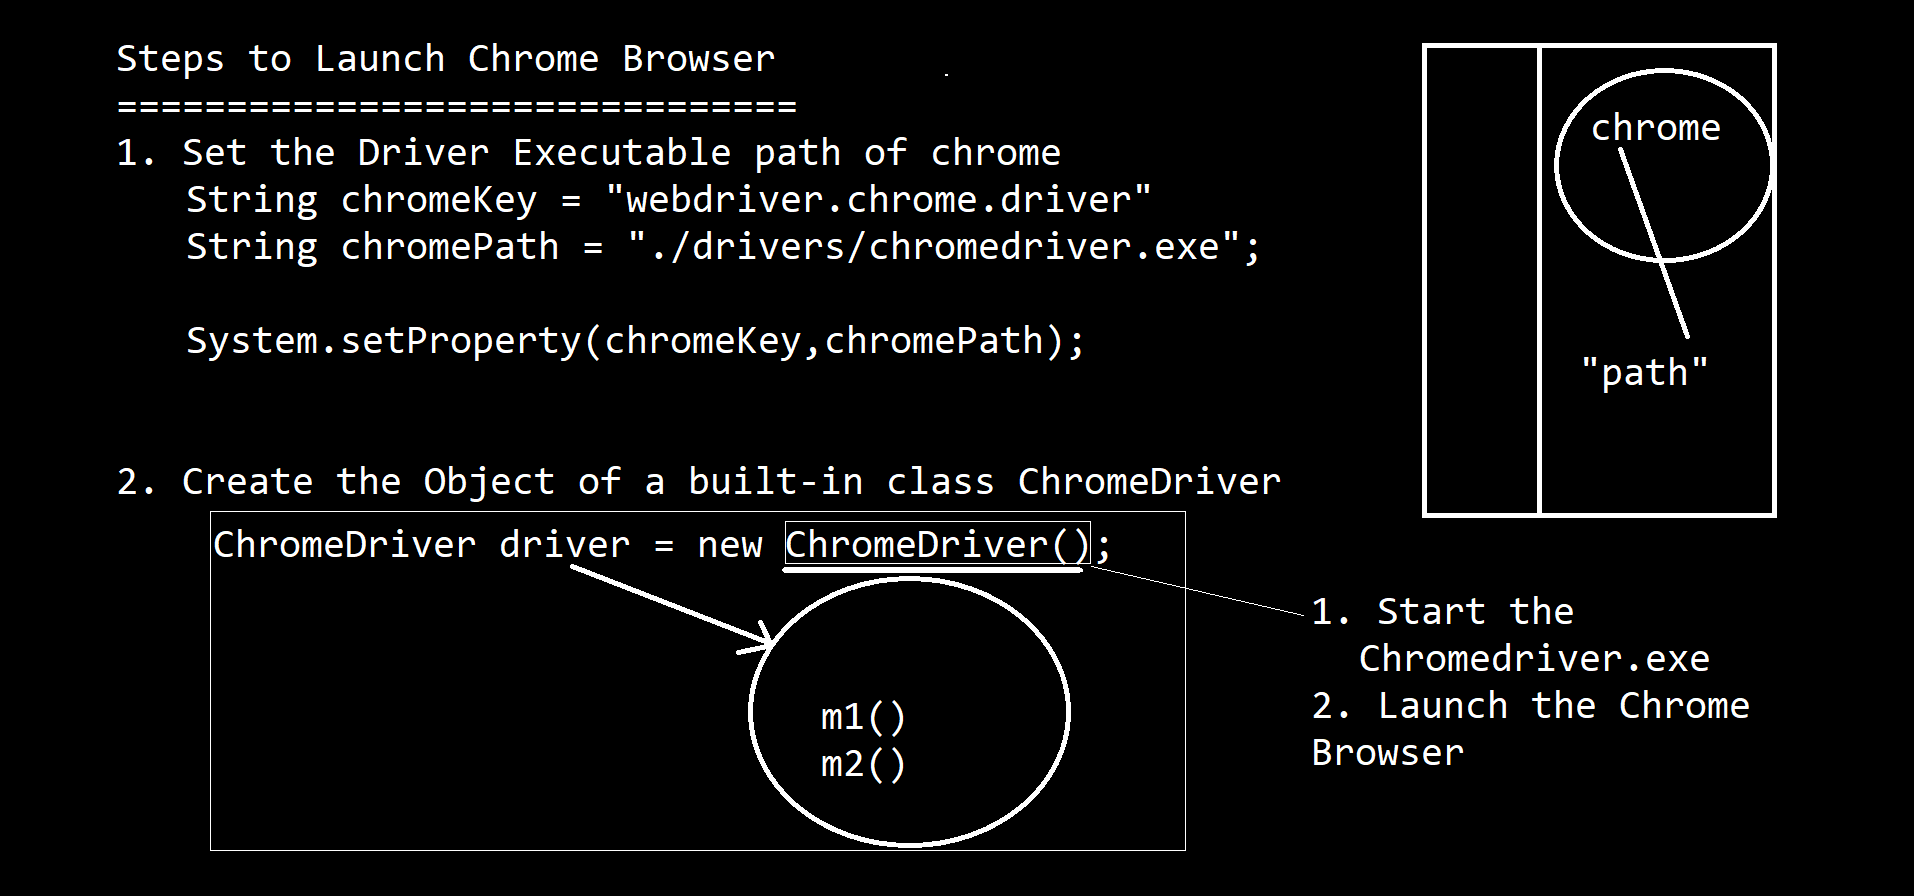 Steps to Launch Chrome Browser
===============================
1. Set the Driver Executable path of chrome
String chromeKey = "webdriver.chrome.driver"
String chromePath = "./drivers/chromedriver.exe";
System.setProperty(chromeKey,chromePath);
2. Create the Object of a built-in class ChromeDriver
ChromeDriver driver = new ChromeDriver();
m1()
m2()
chrome
"path"
1. Start the
Chromedriver.exe
2. Launch the Chrome
Browser